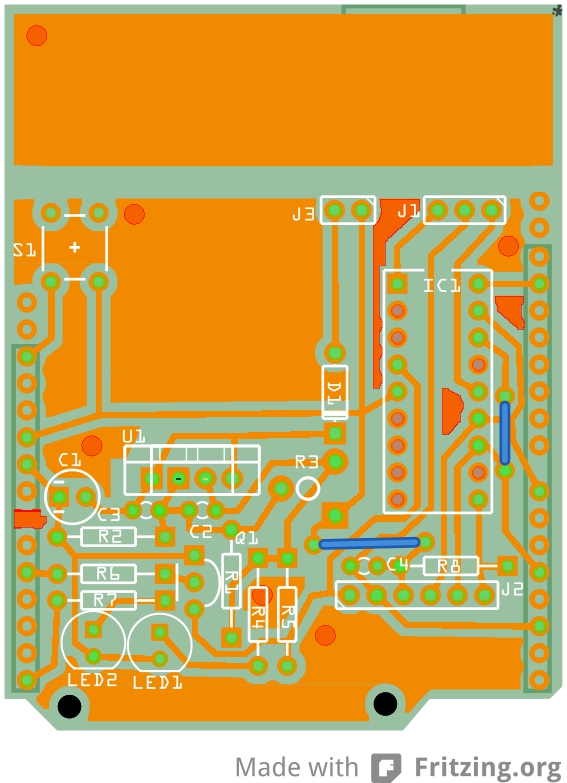 *
J3 J1
S1 +
IC1
D1
U1
C1 R3
C3 C2
R2 Q1
R6 R1 C4 R8
R7 R4 R5 J2
LED2 LED1
Made with Fritzing.org